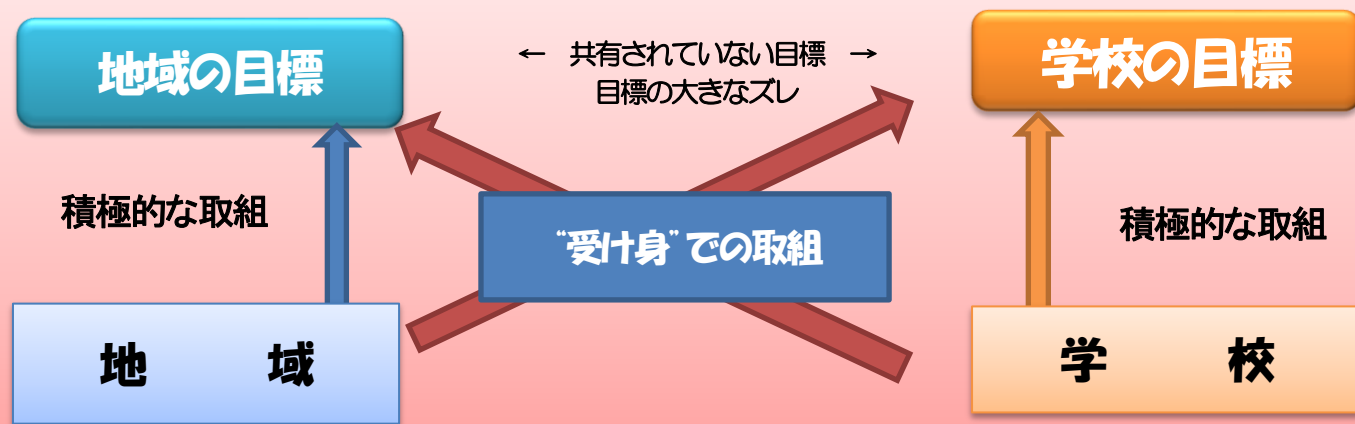 地域の目標
← 共有されていない目標 →
目標の大きなズレ
学校の目標
積極的な取組
“受け身”での取組
積極的な取組
地 域
学 校